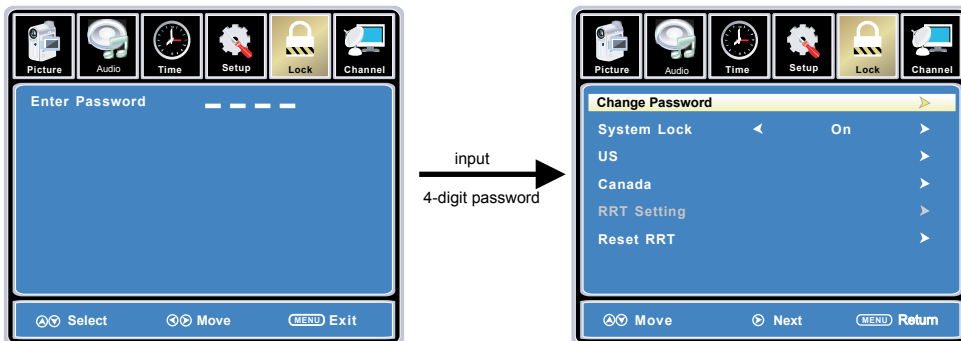 Picture Audio Time Setup Lock Channel
Enter Password _ _ _ _
Select Move MENU Exit
input
4-digit password
Picture Audio Time Setup Lock Channel
Change Password
System Lock On
US
Canada
RRT Setting
Reset RRT
Move Next MENU Return